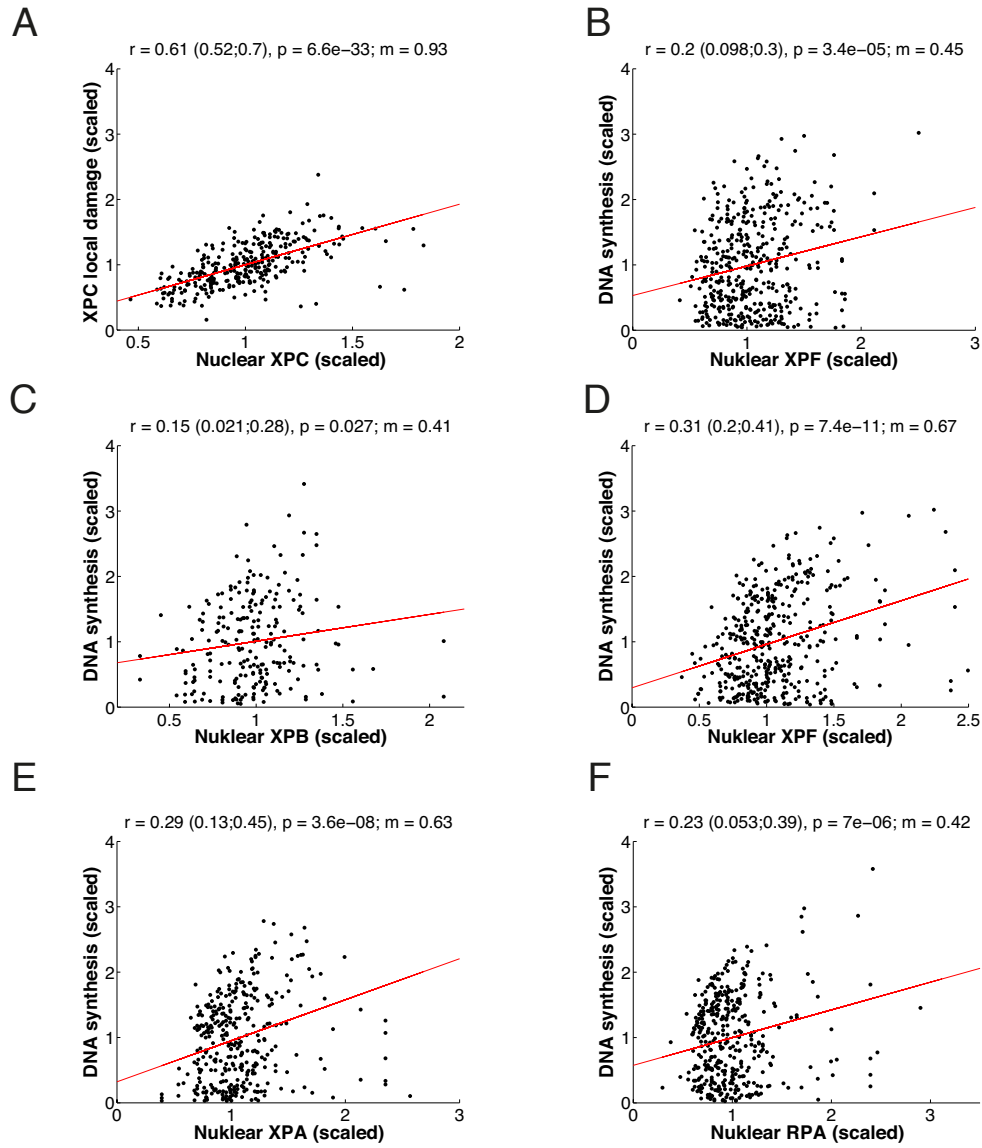 A
r = 0.61 (0.52;0.7), p = 6.6e−33; m = 0.93
XPC local damage (scaled)
4
3
2
1
0
0.5
1
1.5
2
Nuclear XPC (scaled)
B
r = 0.2 (0.098;0.3), p = 3.4e−05; m = 0.45
DNA synthesis (scaled)
4
3
2
1
0
0
1
2
3
Nuklear XPF (scaled)
C
r = 0.15 (0.021;0.28), p = 0.027; m = 0.41
DNA synthesis (scaled)
4
3
2
1
0
0.5
1
1.5
2
Nuklear XPB (scaled)
D
r = 0.31 (0.2;0.41), p = 7.4e−11; m = 0.67
DNA synthesis (scaled)
4
3
2
1
0
0
0.5
1
1.5
2
2.5
Nuklear XPF (scaled)
E
r = 0.29 (0.13;0.45), p = 3.6e−08; m = 0.63
DNA synthesis (scaled)
4
3
2
1
0
0
1
2
3
Nuklear XPA (scaled)
F
r = 0.23 (0.053;0.39), p = 7e−06; m = 0.42
DNA synthesis (scaled)
4
3
2
1
0
0
1
2
3
Nuklear RPA (scaled)